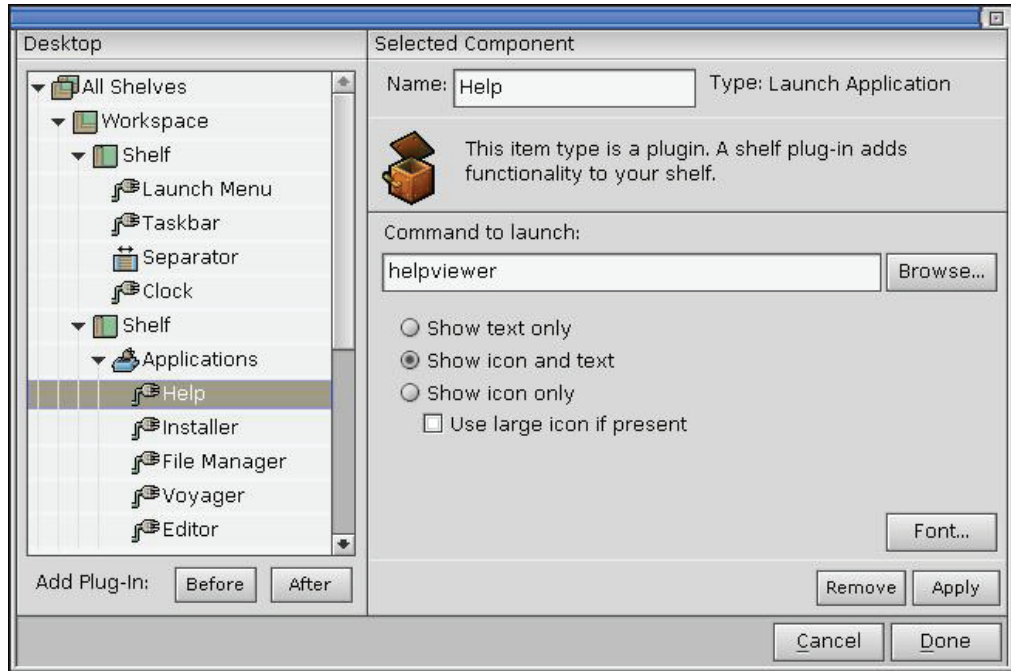 Desktop
All Shelves
Workspace
Shelf
Launch Menu
Taskbar
Separator
Clock
Shelf
Applications
Help
Installer
File Manager
Voyager
Editor
Add Plug-In: Before After
Selected Component
Name: Help Type: Launch Application
This item type is a plugin. A shelf plug-in adds
functionality to your shelf.
Command to launch:
helpviewer Browse...
Show text only
Show icon and text
Show icon only
Use large icon if present
Font...
Remove Apply
Cancel Done